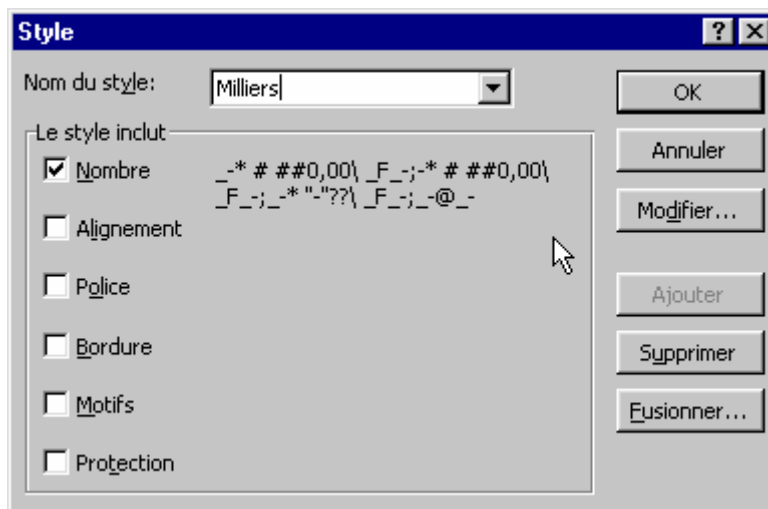 Style
Nom du style:
Milliers
OK
Annuler
Modifier...
Ajouter
Supprimer
Fusionner...
Le style inclut
Nombre
_-* # ##0,00\ _F_-;-* # ##0,00\
_F_-;_-* "-"??\ _F_-;_-@_-
Alignement
Police
Bordure
Motifs
Protection